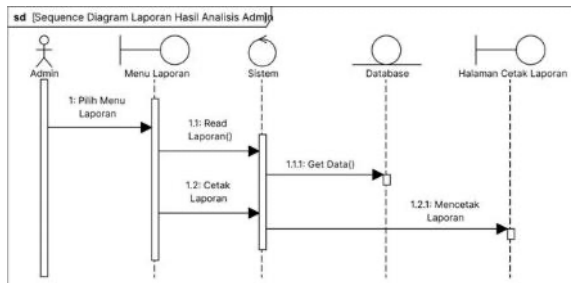 sd [Sequence Diagram Laporan Hasil Analisis Admin
Admin
Menu Laporan
Sistem
Database
Halaman Cetak Laporan
1: Pilih Menu
Laporan
1.1: Read
Laporan()
1.1.1: Get Data()
1.2: Cetak
Laporan
1.2.1: Mencetak
Laporan